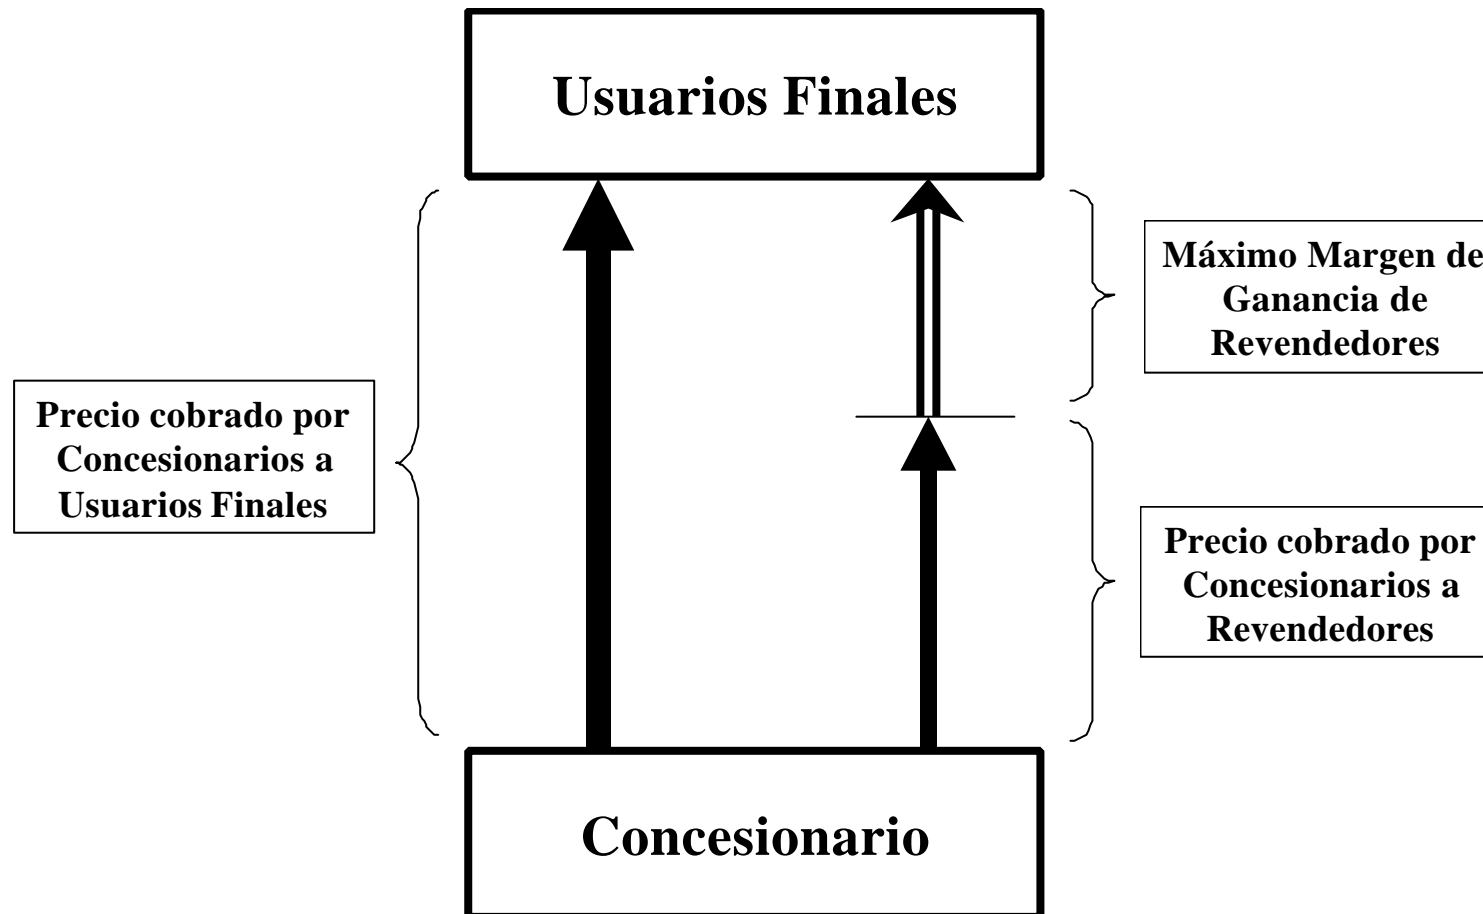 Usuarios Finales
Máximo Margen de
Ganancia de
Revendedores
Precio cobrado por
Concesionarios a
Usuarios Finales
Precio cobrado por
Concesionarios a
Revendedores
Concesionario